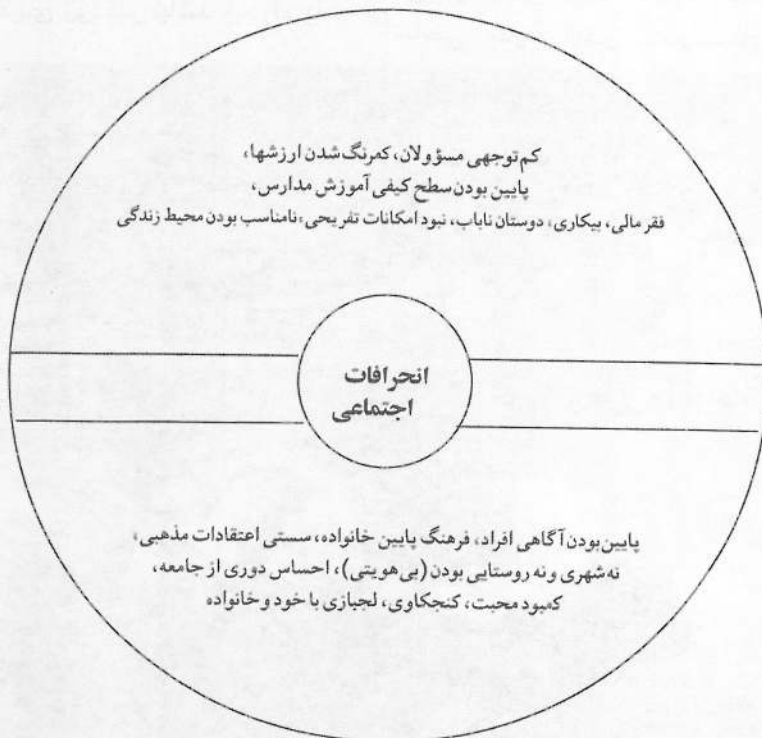 کم توجهی مسؤولان، کمرنگ شدن ارزشها،
پایین بودن سطح کیفی آموزش مدارس،
فقر مالی، بیکاری، دوستان ناباب، نبود امکانات تفریحی، نامناسب بودن محیط زندگی
انحرافات
اجتماعی
پایین بودن آگاهی افراد، فرهنگ پایین خانواده، سستی اعتقادات مذهبی،
نه شهری ونه روستایی بودن (بی هویتی)، احساس دوری از جامعه،
کمبود محبت، کنجکاوی، لجبازی با خود و خانواده